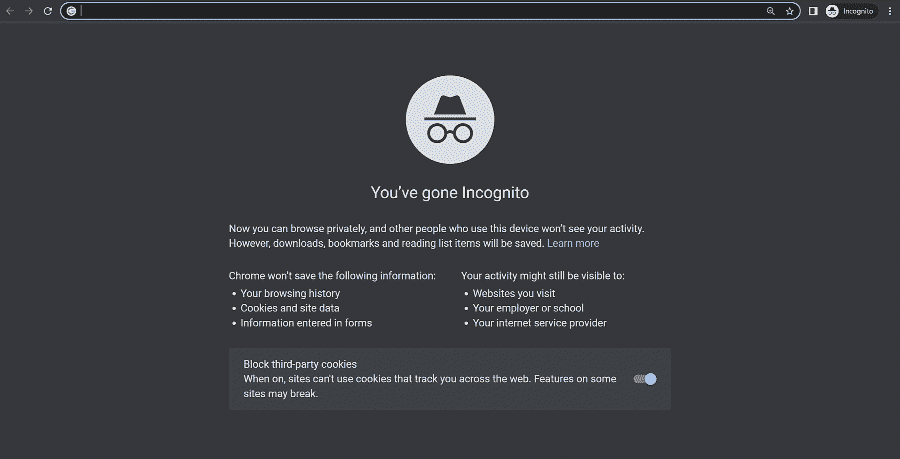 Incognito
You've gone Incognito
Now you can browse privately, and other people who use this device won't see your activity.
However, downloads, bookmarks and reading list items will be saved. Learn more
Chrome won't save the following information:
• Your browsing history
• Cookies and site data
• Information entered in forms
Your activity might still be visible to:
• Websites you visit
• Your employer or school
• Your internet service provider
Block third-party cookies
When on, sites can't use cookies that track you across the web. Features on some
sites may break.